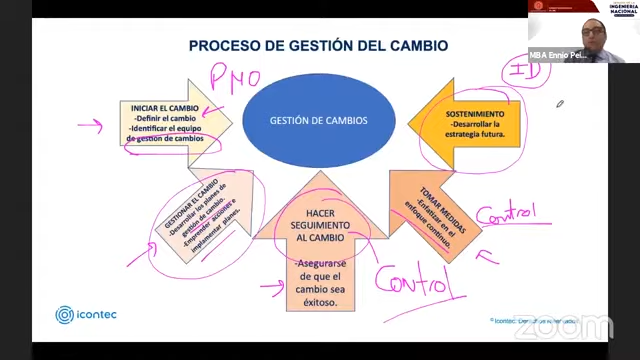 INGENIERÍA
NACIONAL
MBA Ennio Pel
PROCESO DE GESTIÓN DEL CAMBIO
PMO
ID
INICIAR EL CAMBIO
-Definir el cambio
-Identificar el equipo
de gestión de cambios
GESTIÓN DE CAMBIOS
SOSTENIMIENTO
-Desarrollar la
estrategia futura.
GESTIONAR EL CAMBIO
-Desarrollar los planes de
gestión de cambio.
-Emprender acciones e
implementar planes.
HACER
SEGUIMIENTO
AL CAMBIO
-Asegurarse
de que el
cambio sea
éxitoso.
TOMAR MEDIDAS
-Enfatizar en el
enfoque continuo.
Control
Control
icontec
© Icontec.
zoom